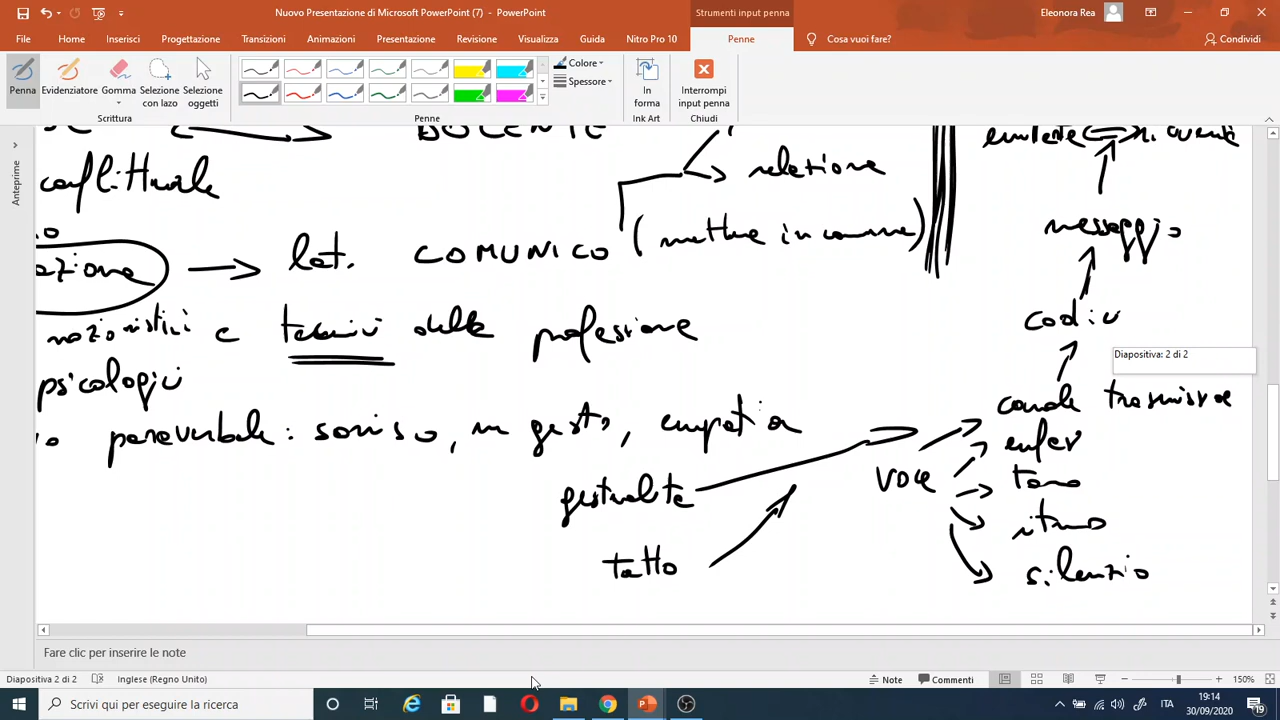 Nuovo Presentazione di Microsoft PowerPoint (7) - PowerPoint
Strumenti input penna
Eleonora Rea
File Home Inserisci Progettazione Transizioni Animazioni Presentazione Revisione Visualizza Guida Nitro Pro 10 Penne Cosa vuoi fare? Condividi
Penna Evidenziatore Gomma Selezione con lazo Selezione oggetti
Colore
Spessore
In forma Ink Art
Interrompi input penna
Scrittura Penne Chiudi
Anteprime
DOCENTE
emittente
conflittuale
relazione
(mettere in comune)
messaggio
azione
lat. COMUNICO
codice
nozionistici e tecnici della professione
Diapositiva: 2 di 2
psicologici
canale trasmissore
paraverbale: sorriso, un gesto, empatia
enfasi
voce
tono
gestualità
ritmo
tatto
silenzio
Fare clic per inserire le note
Diapositiva 2 di 2 Inglese (Regno Unito) Note Commenti 150%
Scrivi qui per eseguire la ricerca
ITA
19:14
30/09/2020
19